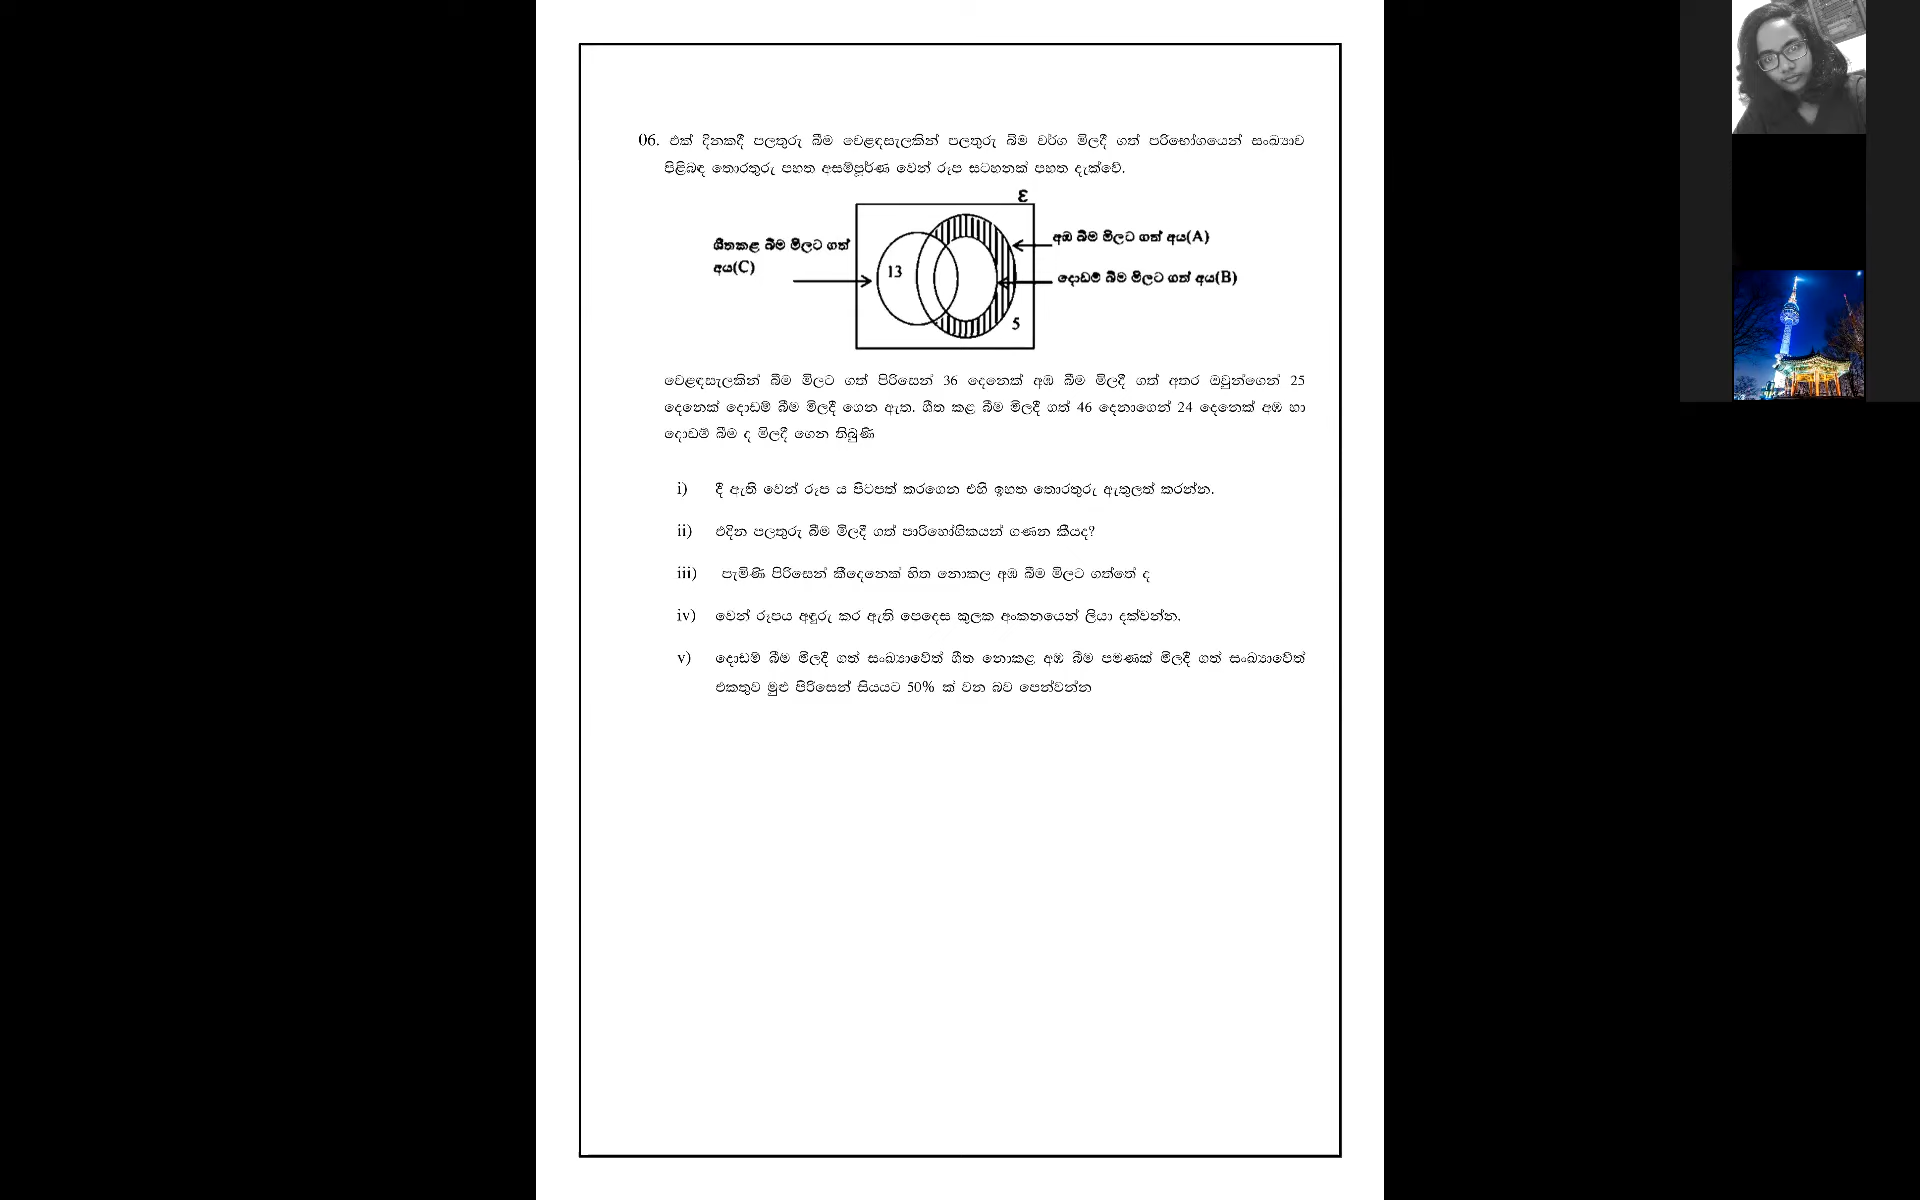 06. එක් දිනකදී පලතුරු බීම වෙළඳසැලකින් පලතුරු බීම වර්ග මිලදී ගත් පරිභෝගයෙන් සංඛ්‍යාව
පිළිබඳ තොරතුරු පහත අසම්පූර්ණ වෙන් රූප සටහනක් පහත දැක්වේ.
ε
ශීතකළ බීම මිලට ගත්
අය(C)
13
අඹ බීම මිලට ගත් අය(A)
දොඩම් බීම මිලට ගත් අය(B)
5
වෙළඳසැලකින් බීම මිලට ගත් පිරිසෙන් 36 දෙනෙක් අඹ බීම මිලදී ගත් අතර ඔවුන්ගෙන් 25
දෙනෙක් දොඩම් බීම මිලදී ගෙන ඇත. ශීත කළ බීම මිලදී ගත් 46 දෙනාගෙන් 24 දෙනෙක් අඹ හා
දොඩම් බීම ද මිලදී ගෙන තිබුණි
i) දී ඇති වෙන් රූප ය පිටපත් කරගෙන එහි ඉහත තොරතුරු ඇතුලත් කරන්න.
ii) එදින පලතුරු බීම මිලදී ගත් පාරිභෝගිකයන් ගණන කීයද?
iii) පැමිණි පිරිසෙන් කීදෙනෙක් හිත නොකල අඹ බීම මිලට ගත්තේ ද
iv) වෙන් රූපය අඳුරු කර ඇති පෙදෙස කුලක අංකනයෙන් ලියා දක්වන්න.
v) දොඩම් බීම මිලදී ගත් සංඛ්‍යාවේත් ශීත නොකළ අඹ බීම පමණක් මිලදී ගත් සංඛ්‍යාවේත්
එකතුව මුළු පිරිසෙන් සියයට 50% ක් වන බව පෙන්වන්න